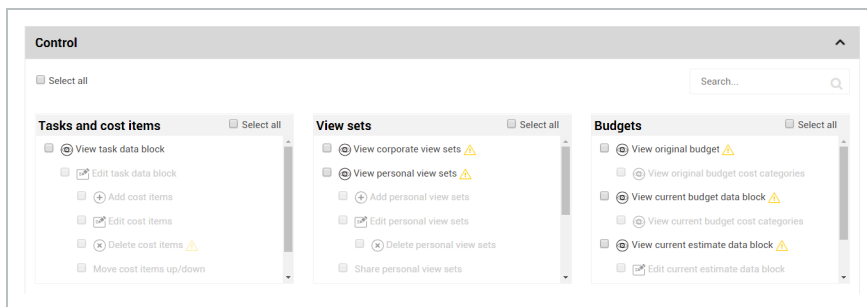 Control
Select all
Search...
Tasks and cost items
Select all
View task data block
Edit task data block
Add cost items
Edit cost items
Delete cost items
Move cost items up/down
View sets
Select all
View corporate view sets
View personal view sets
Add personal view sets
Edit personal view sets
Delete personal view sets
Share personal view sets
Budgets
Select all
View original budget
View original budget cost categories
View current budget data block
View current budget cost categories
View current estimate data block
Edit current estimate data block